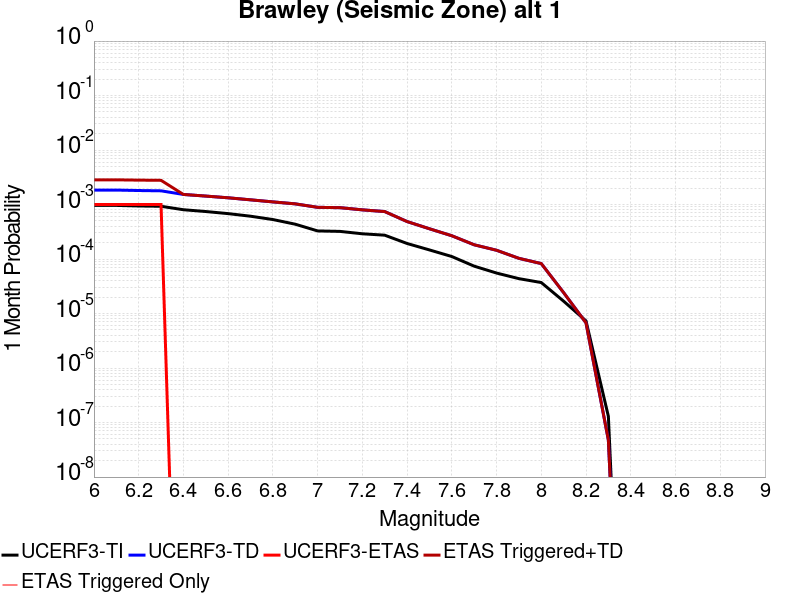 Brawley (Seismic Zone) alt 1
10 0
10 -1
10 -2
10 -3
10 -4
10 -5
10 -6
10 -7
10 -8
1 Month Probability
6 6.2 6.4 6.6 6.8 7 7.2 7.4 7.6 7.8 8 8.2 8.4 8.6 8.8 9
Magnitude
UCERF3-TI UCERF3-TD UCERF3-ETAS ETAS Triggered+TD
ETAS Triggered Only